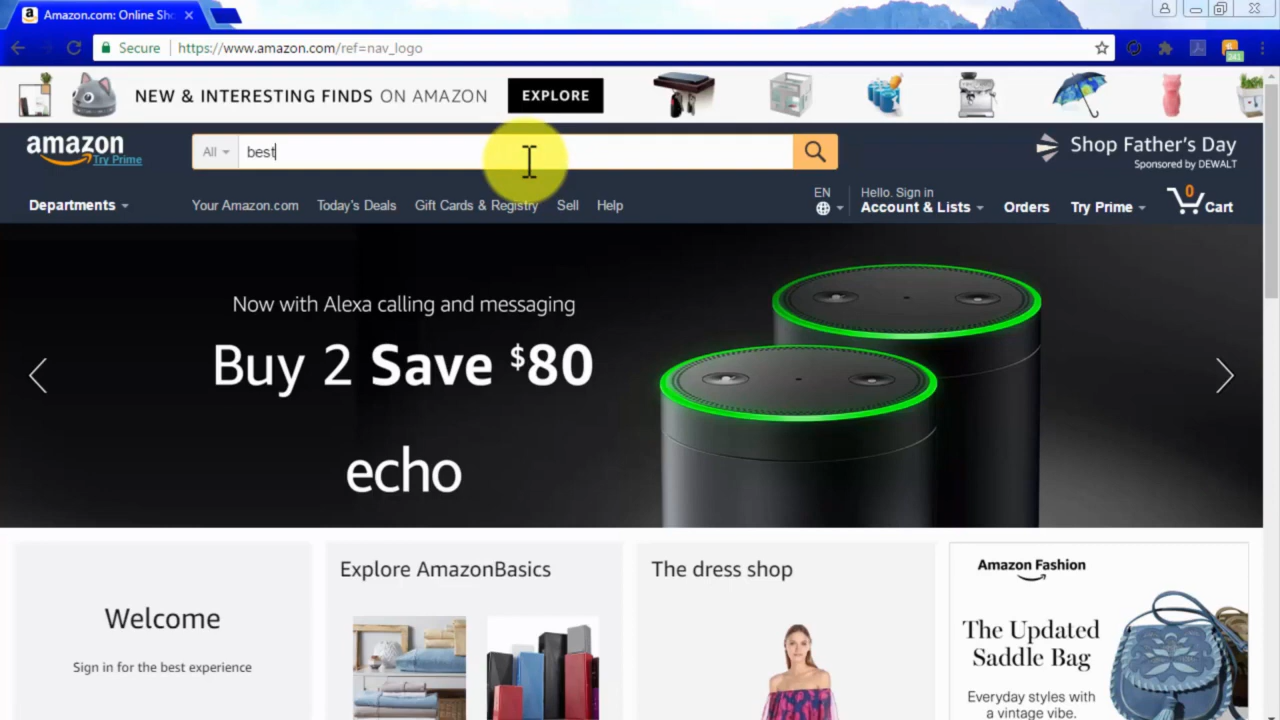 Amazon.com: Online Sho
Secure https://www.amazon.com/ref=nav_logo
341
NEW & INTERESTING FINDS ON AMAZON EXPLORE
amazon
Try Prime
All best
Shop Father's Day
Sponsored by DEWALT
Departments Your Amazon.com Today's Deals Gift Cards & Registry Sell Help
EN
Hello. Sign in
Account & Lists Orders Try Prime 0 Cart
Now with Alexa calling and messaging
Buy 2 Save $80
echo
Welcome
Sign in for the best experience
Explore AmazonBasics
The dress shop
Amazon Fashion
The Updated
Saddle Bag
Everyday styles with
a vintage vibe.